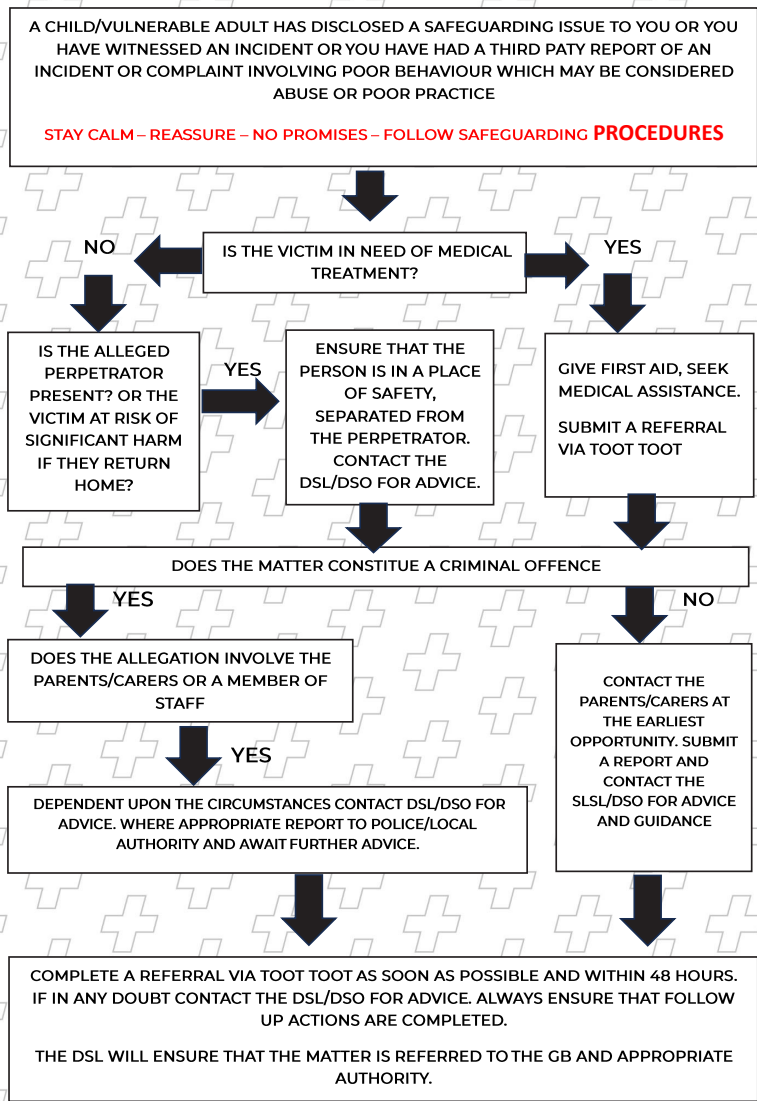 A CHILD/VULNERABLE ADULT HAS DISCLOSED A SAFEGUARDING ISSUE TO YOU OR YOU
HAVE WITNESSED AN INCIDENT OR YOU HAVE HAD A THIRD PATY REPORT OF AN
INCIDENT OR COMPLAINT INVOLVING POOR BEHAVIOUR WHICH MAY BE CONSIDERED
ABUSE OR POOR PRACTICE
STAY CALM – REASSURE – NO PROMISES – FOLLOW SAFEGUARDING PROCEDURES
NO
IS THE VICTIM IN NEED OF MEDICAL
TREATMENT?
YES
IS THE ALLEGED
PERPETRATOR
PRESENT? OR THE
VICTIM AT RISK OF
SIGNIFICANT HARM
IF THEY RETURN
HOME?
YES
ENSURE THAT THE
PERSON IS IN A PLACE
OF SAFETY,
SEPARATED FROM
THE PERPETRATOR.
CONTACT THE
DSL/DSO FOR ADVICE.
GIVE FIRST AID, SEEK
MEDICAL ASSISTANCE.
SUBMIT A REFERRAL
VIA TOOT TOOT
DOES THE MATTER CONSTITUE A CRIMINAL OFFENCE
YES
NO
DOES THE ALLEGATION INVOLVE THE
PARENTS/CARERS OR A MEMBER OF
STAFF
YES
DEPENDENT UPON THE CIRCUMSTANCES CONTACT DSL/DSO FOR
ADVICE. WHERE APPROPRIATE REPORT TO POLICE/LOCAL
AUTHORITY AND AWAIT FURTHER ADVICE.
CONTACT THE
PARENTS/CARERS AT
THE EARLIEST
OPPORTUNITY. SUBMIT
A REPORT AND
CONTACT THE
SLSL/DSO FOR ADVICE
AND GUIDANCE
COMPLETE A REFERRAL VIA TOOT TOOT AS SOON AS POSSIBLE AND WITHIN 48 HOURS.
IF IN ANY DOUBT CONTACT THE DSL/DSO FOR ADVICE. ALWAYS ENSURE THAT FOLLOW
UP ACTIONS ARE COMPLETED.
THE DSL WILL ENSURE THAT THE MATTER IS REFERRED TO THE GB AND APPROPRIATE
AUTHORITY.